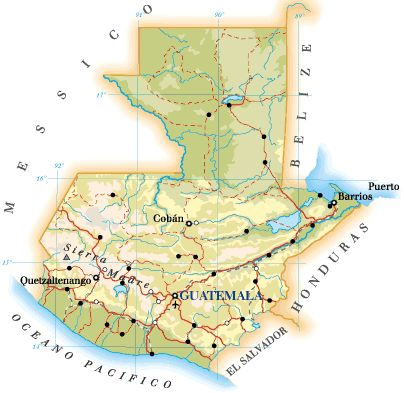 91
90
89
MESSICO
BELIZE
17
92
16
Puerto
Barrios
Cobán
HONDURAS
Sierra Madre
15
Quetzaltenango
GUATEMALA
EL SALVADOR
OCEANO PACIFICO
14